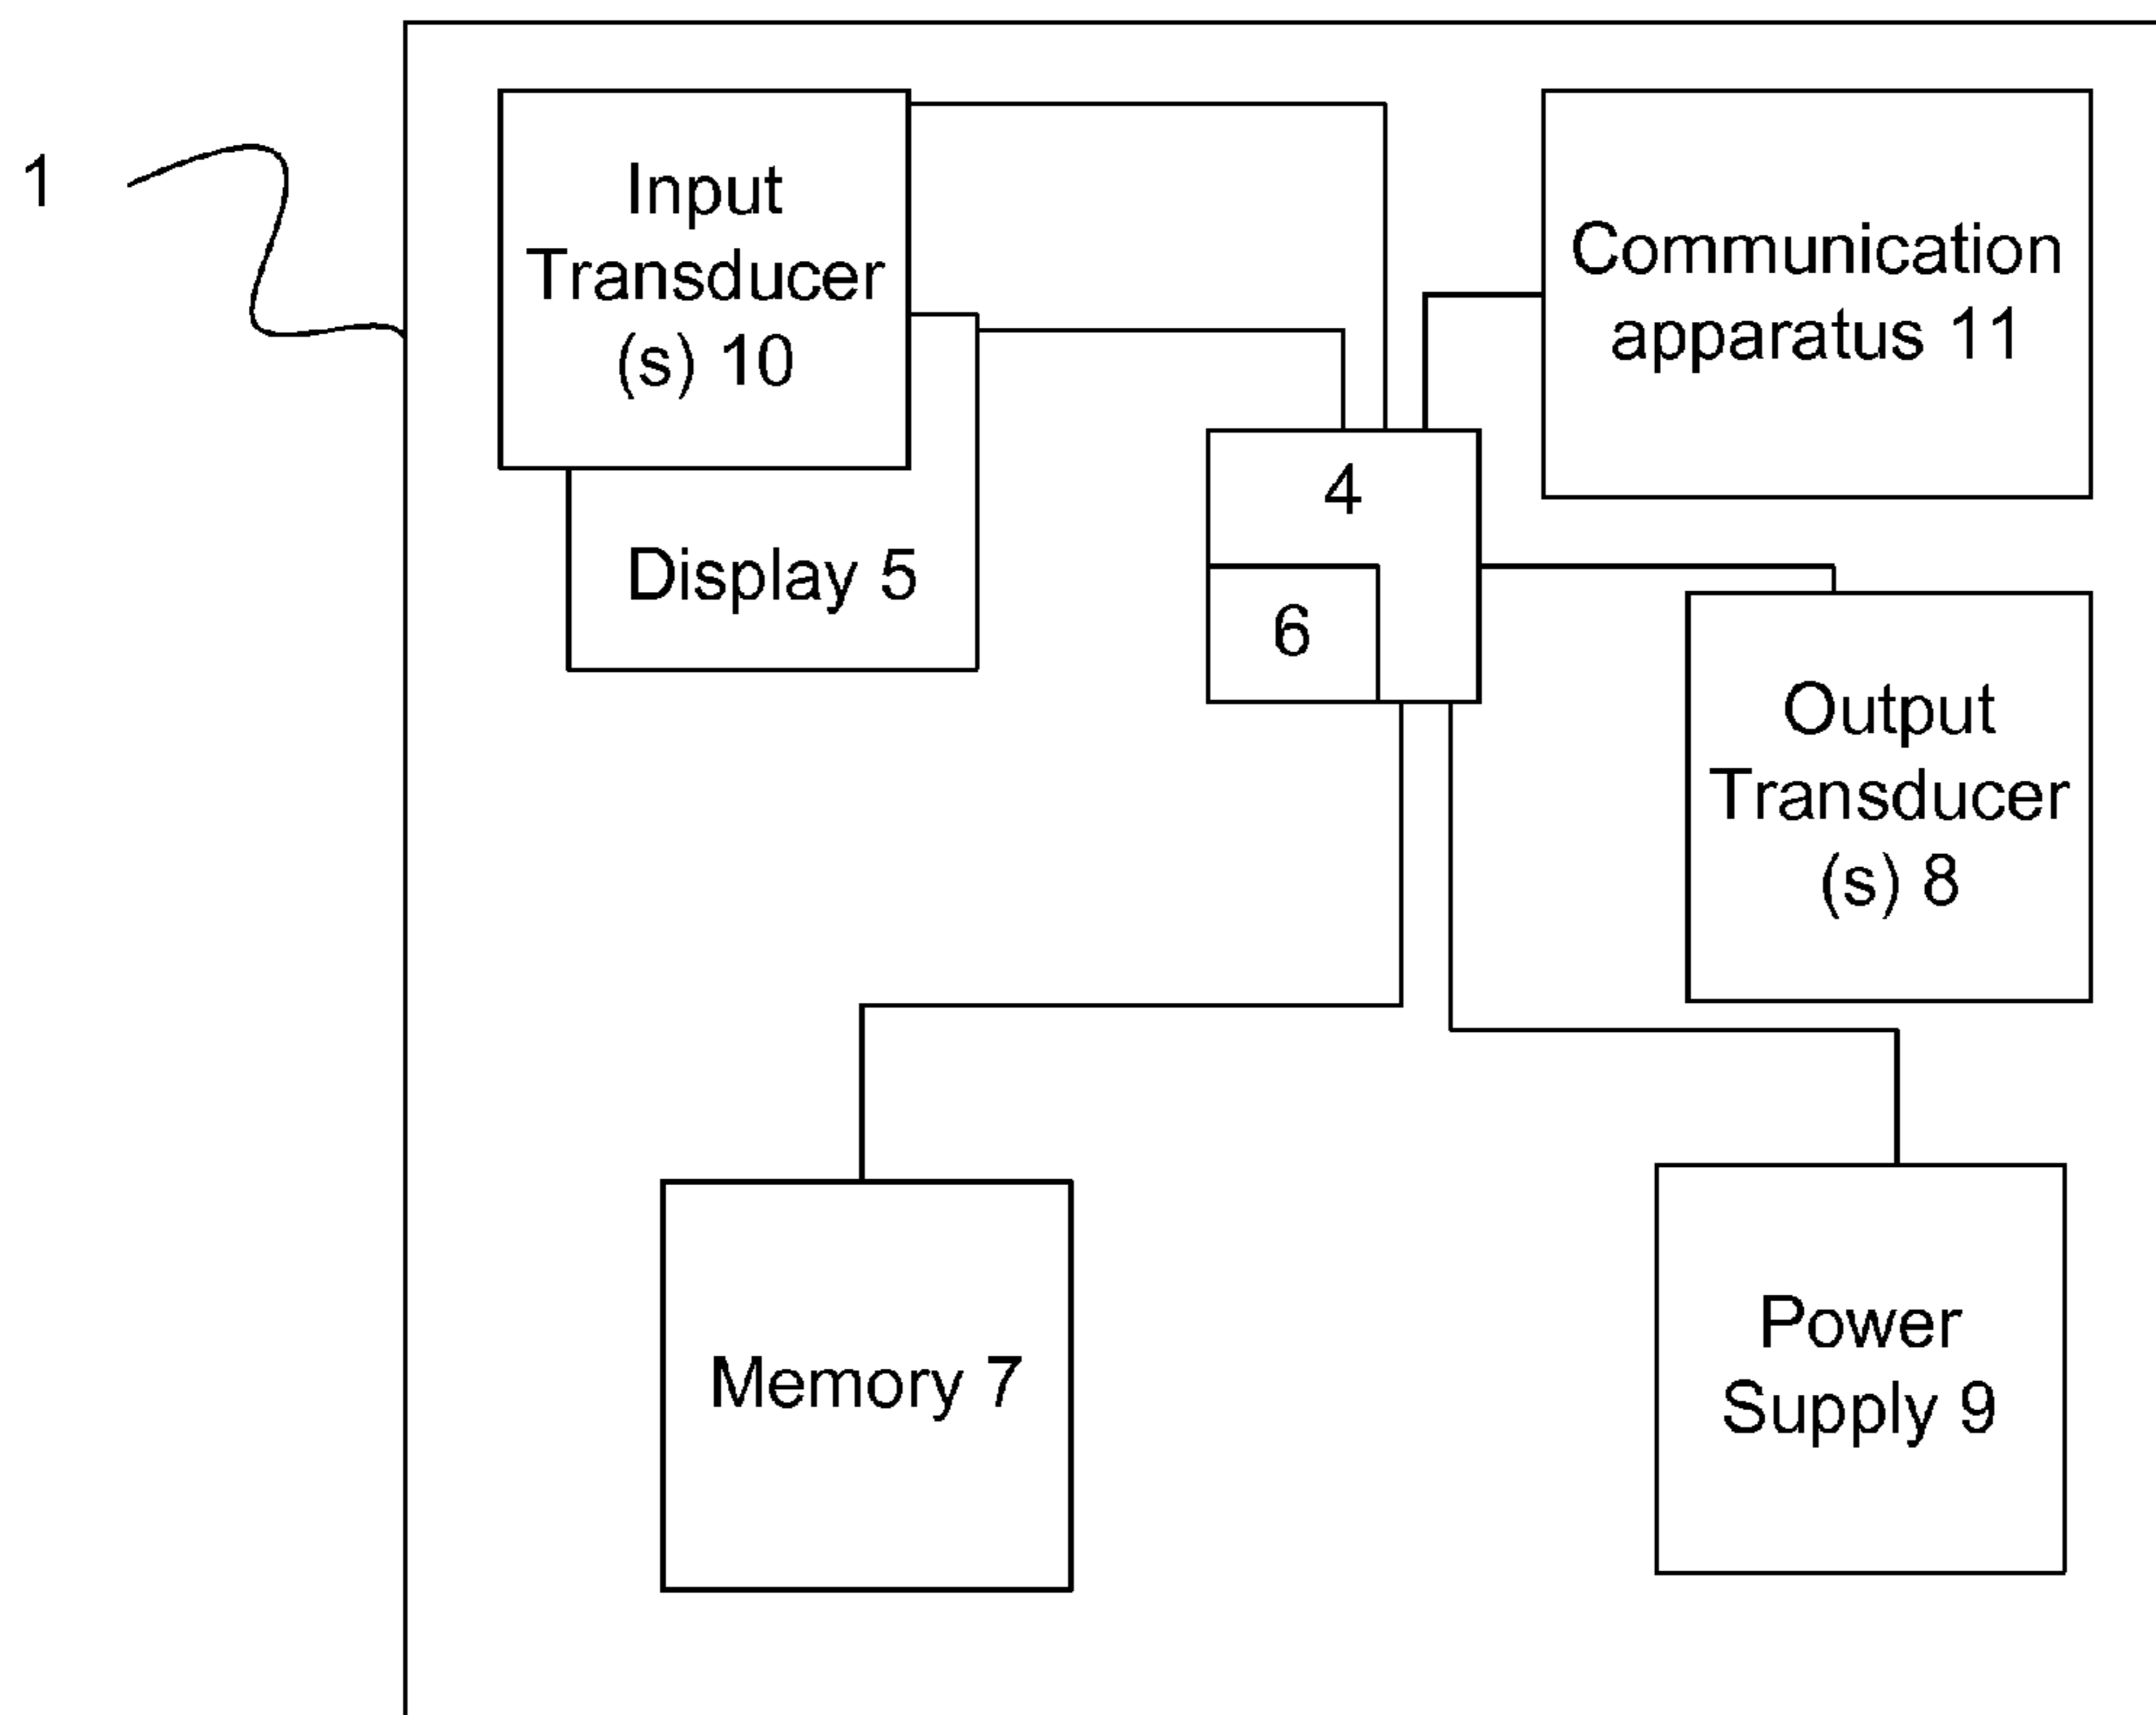 1
Input
Transducer
(s) 10
Communication
apparatus 11
4
Display 5
6
Output
Transducer
(s) 8
Memory 7
Power
Supply 9